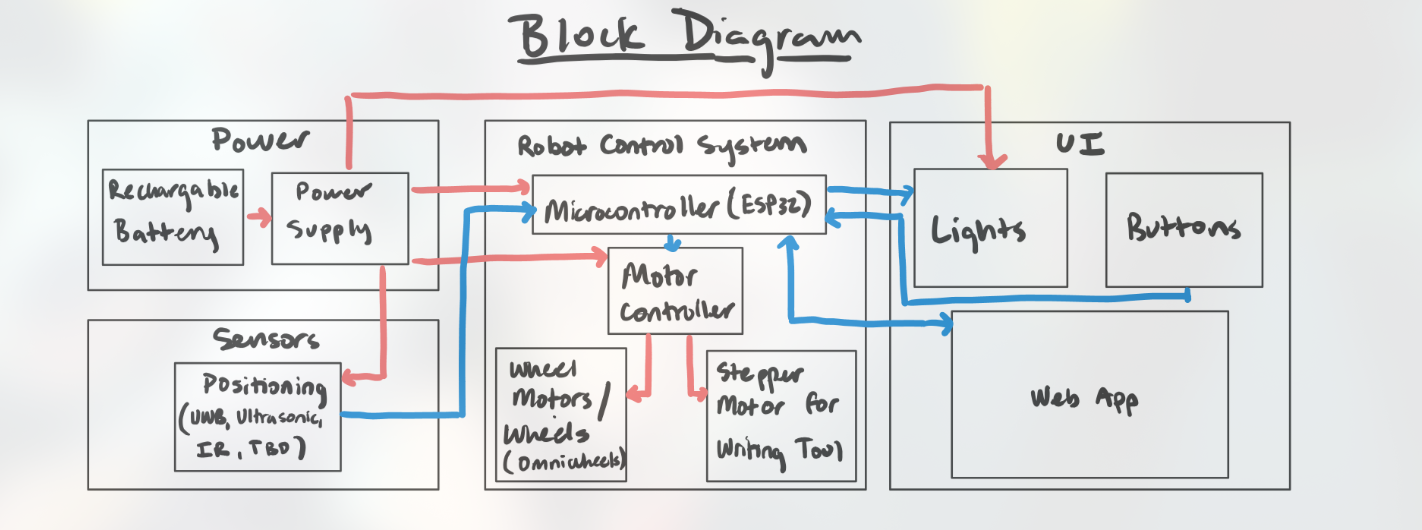 Block Diagram
Power
Rechargable
Battery
Power
Supply
Sensors
Positioning
(UWB, Ultrasonic,
IR, TBD)
Robot Control System
Microcontroller (ESP32)
Motor
Controller
Wheel
Motors/
Wheels
(Omniwheels)
Stepper
Motor for
Writing Tool
UI
Lights
Buttons
Web App